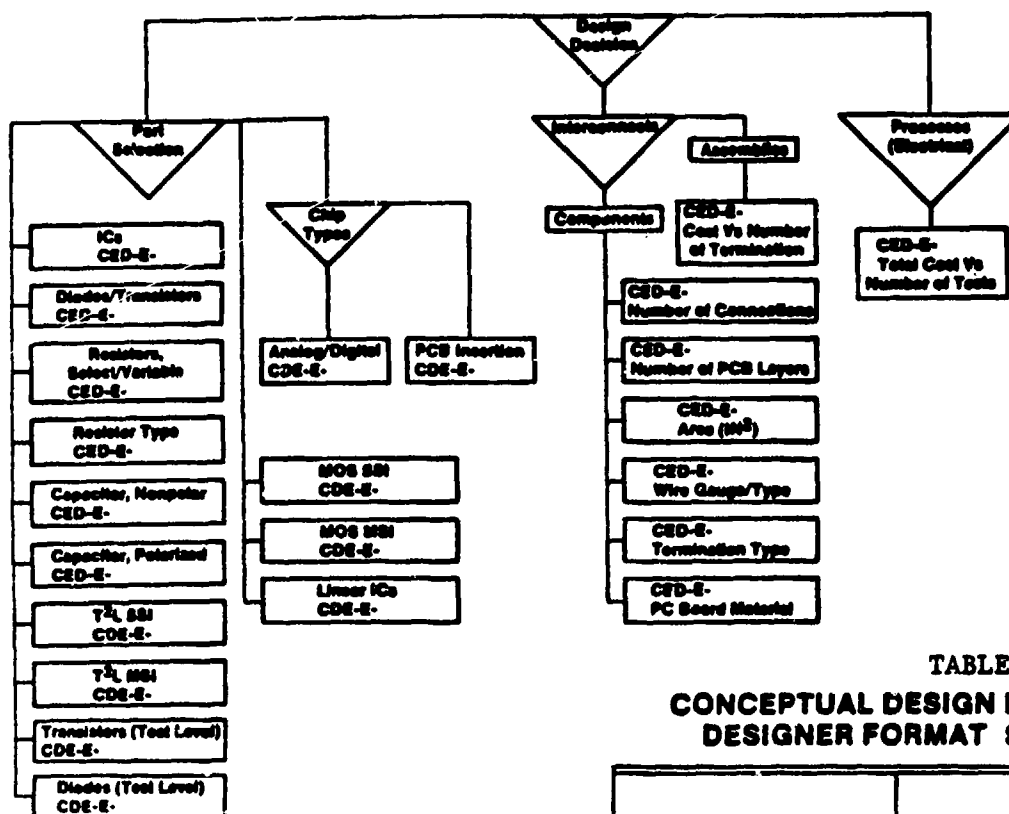 Design
Decision
Part
Selection
Interconnects
Assemblies
Processes
(Electrical)
Chip
Types
Components
CED-E-
Cost Vs Number
of Termination
CED-E-
Total Cost Vs
Number of Tests
ICs
CED-E-
Diodes/Transistors
CED-E-
Resistors,
Select/Variable
CED-E-
Resistor Type
CED-E-
Capacitor, Nonpolar
CED-E-
Capacitor, Polarized
CED-E-
T²L SSI
CDE-E-
T²L MSI
CDE-E-
Transistors (Test Level)
CDE-E-
Diodes (Test Level)
CDE-E-
Analog/Digital
CDE-E-
PCB Insertion
CDE-E-
MOS SSI
CDE-E-
MOS MSI
CDE-E-
Linear ICs
CDE-E-
CED-E-
Number of Connections
CED-E-
Number of PCB Layers
CED-E-
Area (IN²)
CED-E-
Wire Gauge/Type
CED-E-
Termination Type
CED-E-
PC Board Material
TABLE
CONCEPTUAL DESIGN
DESIGNER FORMAT